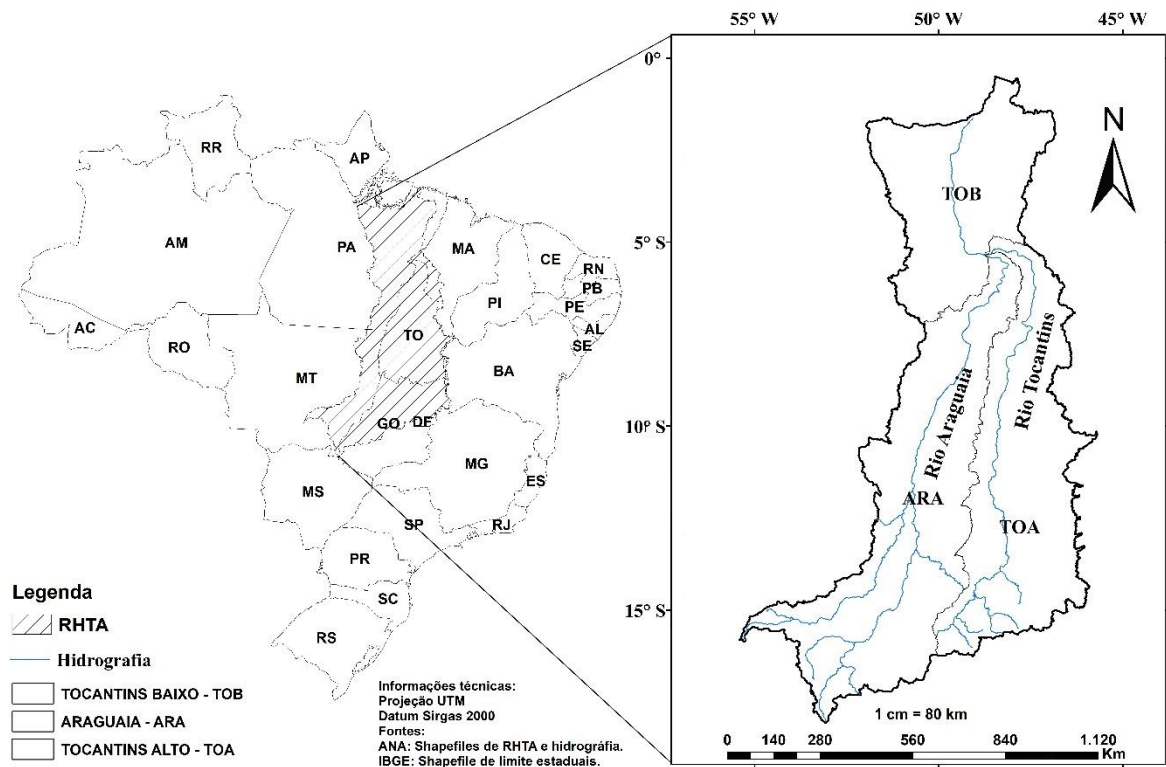 55° W 50° W 45° W
0°
5° S
10° S
15° S
N
RR
AP
AM
PA
MA
CE
RN
PB
PE
PI
AL
SE
AC
RO
TO
MT
BA
GO
DF
MG
ES
MS
SP
RJ
PR
SC
RS
TOB
Rio Araguaia
Rio Tocantins
ARA
TOA
1 cm = 80 km
0 140 280 560 840 1.120
Km
Legenda
RHTA
Hidrografia
TOCANTINS BAIXO - TOB
ARAGUAIA - ARA
TOCANTINS ALTO - TOA
Informações técnicas:
Projeção UTM
Datum Sirgas 2000
Fontes:
ANA: Shapefiles de RHTA e hidrográfia.
IBGE: Shapefile de limite estaduais.